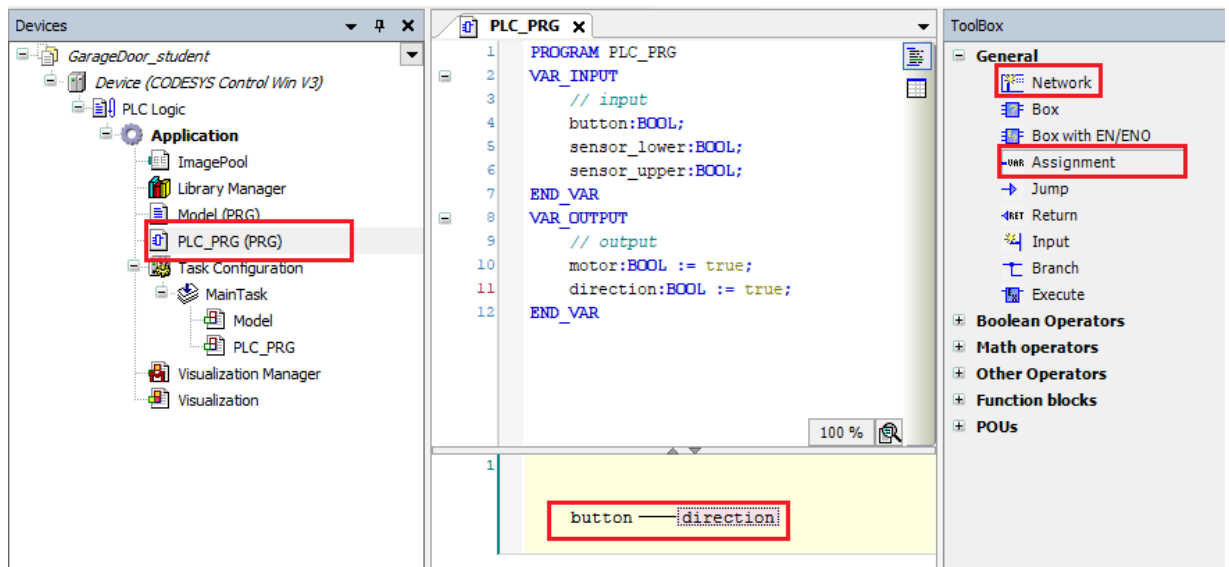 Devices
GarageDoor_student
Device (CODESYS Control Win V3)
PLC Logic
Application
ImagePool
Library Manager
Model (PRG)
PLC_PRG (PRG)
Task Configuration
MainTask
Model
PLC_PRG
Visualization Manager
Visualization
PLC_PRG X
1 PROGRAM PLC_PRG
2 VAR_INPUT
3 // input
4 button:BOOL;
5 sensor_lower:BOOL;
6 sensor_upper:BOOL;
7 END_VAR
8 VAR_OUTPUT
9 // output
10 motor:BOOL := true;
11 direction:BOOL := true;
12 END_VAR
100 %
1
button direction
ToolBox
General
Network
Box
Box with EN/ENO
VAR Assignment
Jump
RET Return
Input
Branch
Execute
Boolean Operators
Math operators
Other Operators
Function blocks
POUs